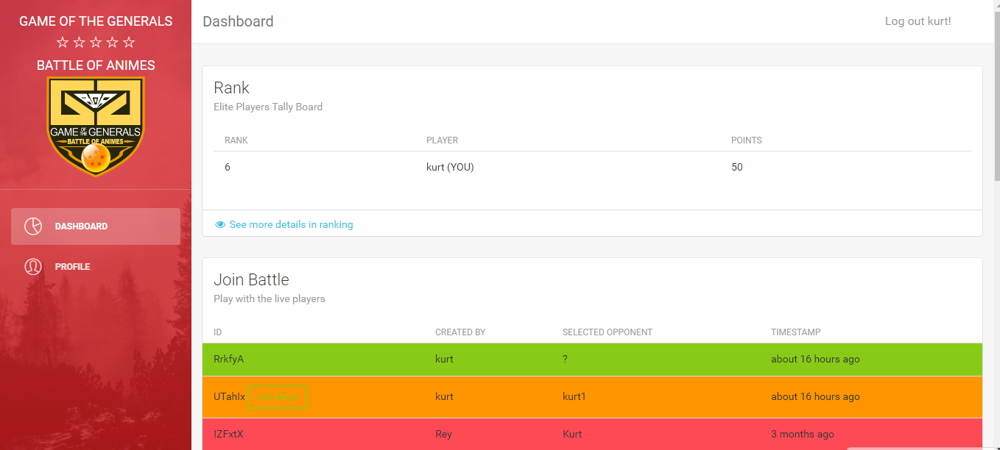 GAME OF THE GENERALS
☆ ☆ ☆ ☆ ☆
BATTLE OF ANIMES
GAME OF THE GENERALS
BATTLE OF ANIMES
DASHBOARD
PROFILE
Dashboard
Log out kurt!
Rank
Elite Players Tally Board
RANK PLAYER POINTS
6 kurt (YOU) 50
See more details in ranking
Join Battle
Play with the live players
ID CREATED BY SELECTED OPPONENT TIMESTAMP
RrkfyA kurt ? about 16 hours ago
kurt kurt1 about 16 hours ago
Rey Kurt 3 months ago